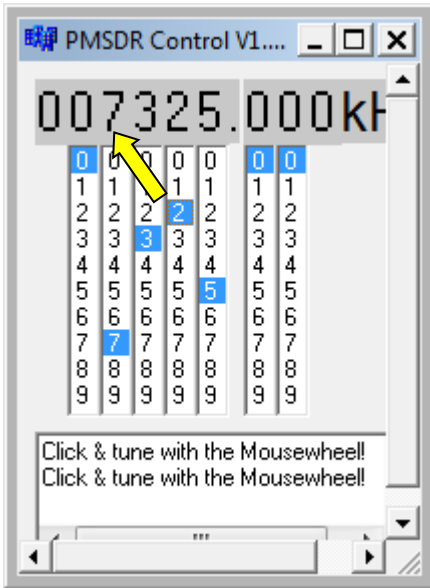 PMSDR Control V1....
007325.000kH
0 0 0 0 0 0 0
1 1 1 1 1 1
2 2 2 2 2 2 2
3 3 3 3 3 3 3
4 4 4 4 4 4 4
5 5 5 5 5 5 5
6 6 6 6 6 6 6
7 7 7 7 7 7 7
8 8 8 8 8 8 8
9 9 9 9 9 9 9
Click & tune with the Mousewheel!
Click & tune with the Mousewheel!